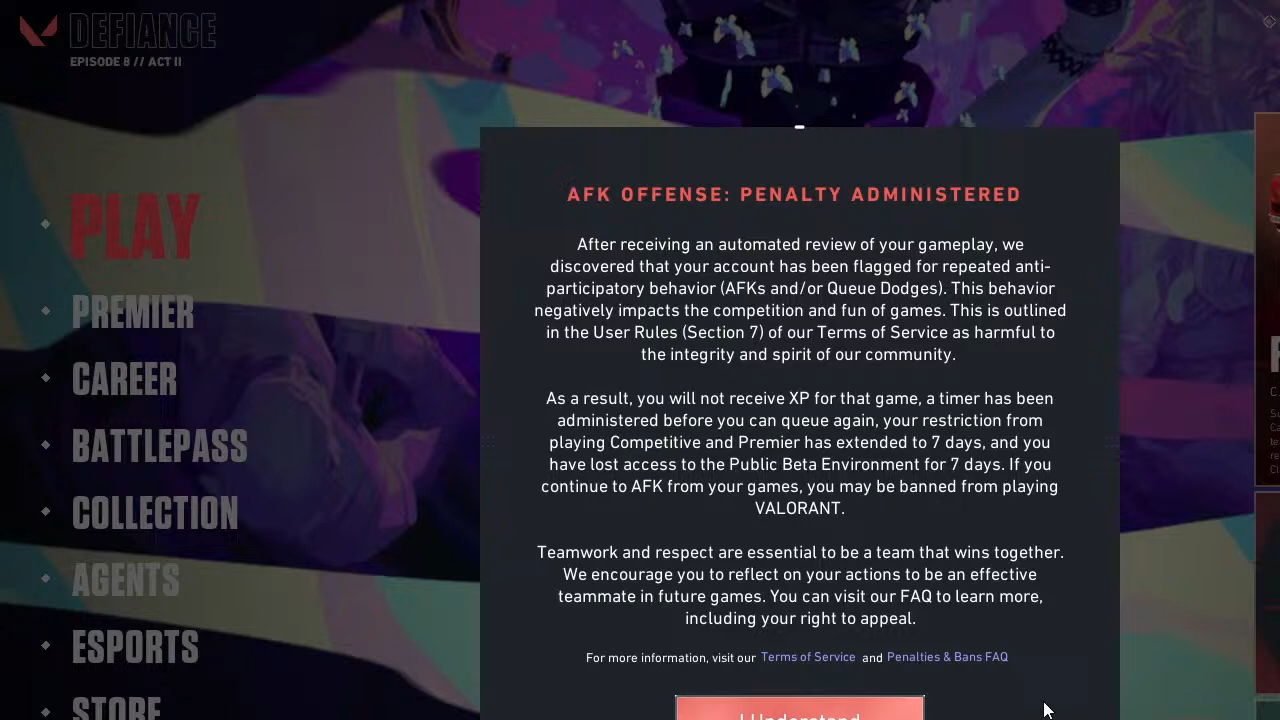 DEFIANCE
EPISODE 8 // ACT II
PLAY
PREMIER
CAREER
BATTLEPASS
COLLECTION
AGENTS
ESPORTS
STORE
AFK OFFENSE: PENALTY ADMINISTERED
After receiving an automated review of your gameplay, we
discovered that your account has been flagged for repeated anti-
participatory behavior (AFKs and/or Queue Dodges). This behavior
negatively impacts the competition and fun of games. This is outlined
in the User Rules (Section 7) of our Terms of Service as harmful to
the integrity and spirit of our community.
As a result, you will not receive XP for that game, a timer has been
administered before you can queue again, your restriction from
playing Competitive and Premier has extended to 7 days, and you
have lost access to the Public Beta Environment for 7 days. If you
continue to AFK from your games, you may be banned from playing
VALORANT.
Teamwork and respect are essential to be a team that wins together.
We encourage you to reflect on your actions to be an effective
teammate in future games. You can visit our FAQ to learn more,
including your right to appeal.
For more information, visit our Terms of Service and Penalties & Bans FAQ
I Understand